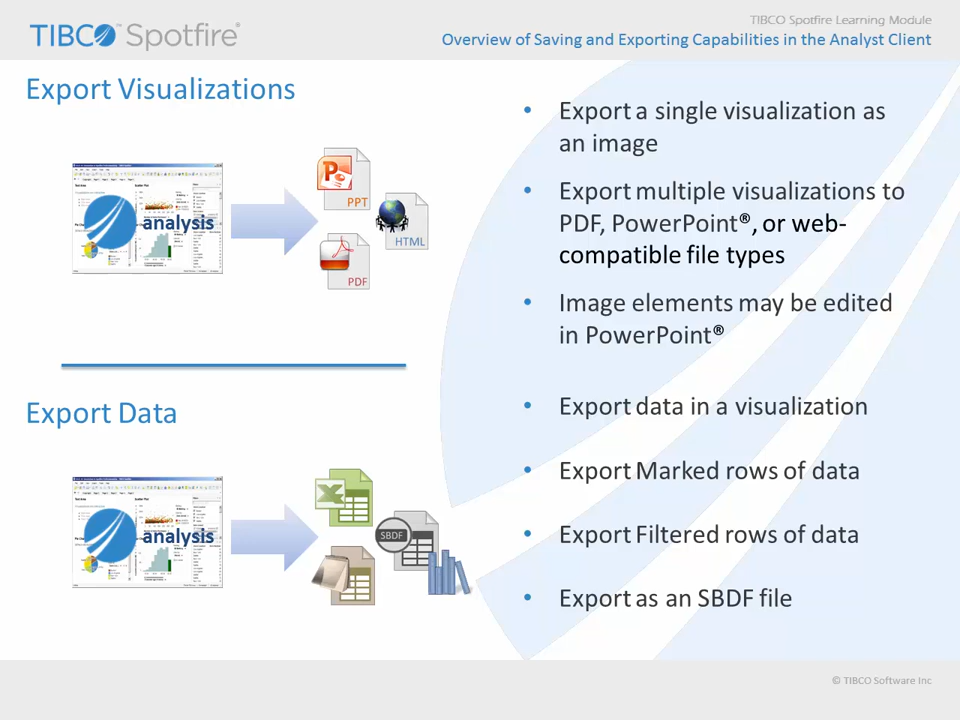 TIBCO™ Spotfire®
TIBCO Spotfire Learning Module
Overview of Saving and Exporting Capabilities in the Analyst Client
Export Visualizations
analysis
PPT
HTML
PDF
• Export a single visualization as
an image
• Export multiple visualizations to
PDF, PowerPoint®, or web-
compatible file types
• Image elements may be edited
in PowerPoint®
Export Data
analysis
SBDF
• Export data in a visualization
• Export Marked rows of data
• Export Filtered rows of data
• Export as an SBDF file
© TIBCO Software Inc